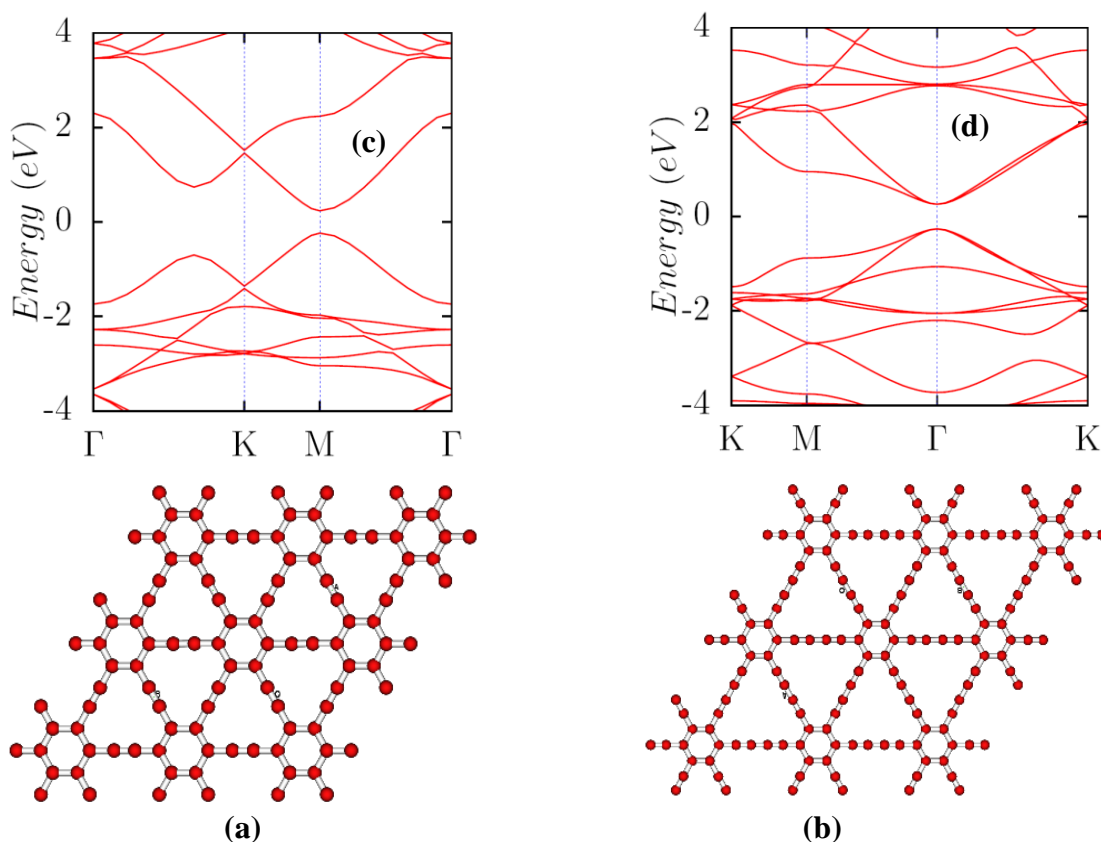 4
2
0
-2
-4
Energy (eV)
(c)
Γ K M Γ
4
2
0
-2
-4
Energy (eV)
(d)
K M Γ K
A
B
C
(a)
C
B
A
(b)